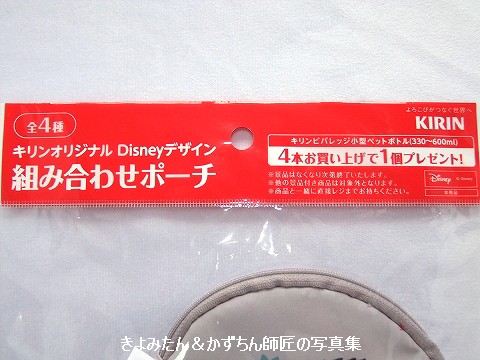 全4種
キリンオリジナル Disneyデザイン
組み合わせポーチ
よろこびがつなぐ世界へ
KIRIN
キリンビバレッジ小型ペットボトル(330〜600ml)
4本お買い上げで1個プレゼント!
※景品はなくなり次第終了いたします。
※他の景品付き商品は対象外となります。
※商品と一緒に直接レジまでお持ちください。
Disney
© Disney
非売品
きよみたん&かずちん師匠の写真集